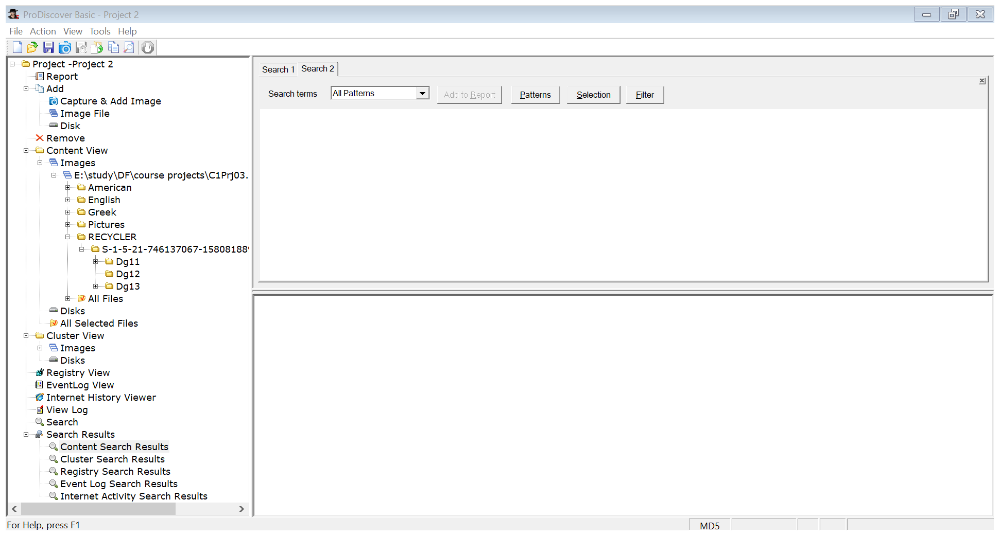 ProDiscover Basic - Project 2
File Action View Tools Help
Project -Project 2
Report
Add
Capture & Add Image
Image File
Disk
Remove
Content View
Images
E:\study\DF\course projects\C1Prj03.
American
English
Greek
Pictures
RECYCLER
S-1-5-21-746137067-158081889
Dg11
Dg12
Dg13
All Files
Disks
All Selected Files
Cluster View
Images
Disks
Registry View
EventLog View
Internet History Viewer
View Log
Search
Search Results
Content Search Results
Cluster Search Results
Registry Search Results
Event Log Search Results
Internet Activity Search Results
Search 1 Search 2
Search terms All Patterns Add to Report Patterns Selection Filter
For Help, press F1
MD5